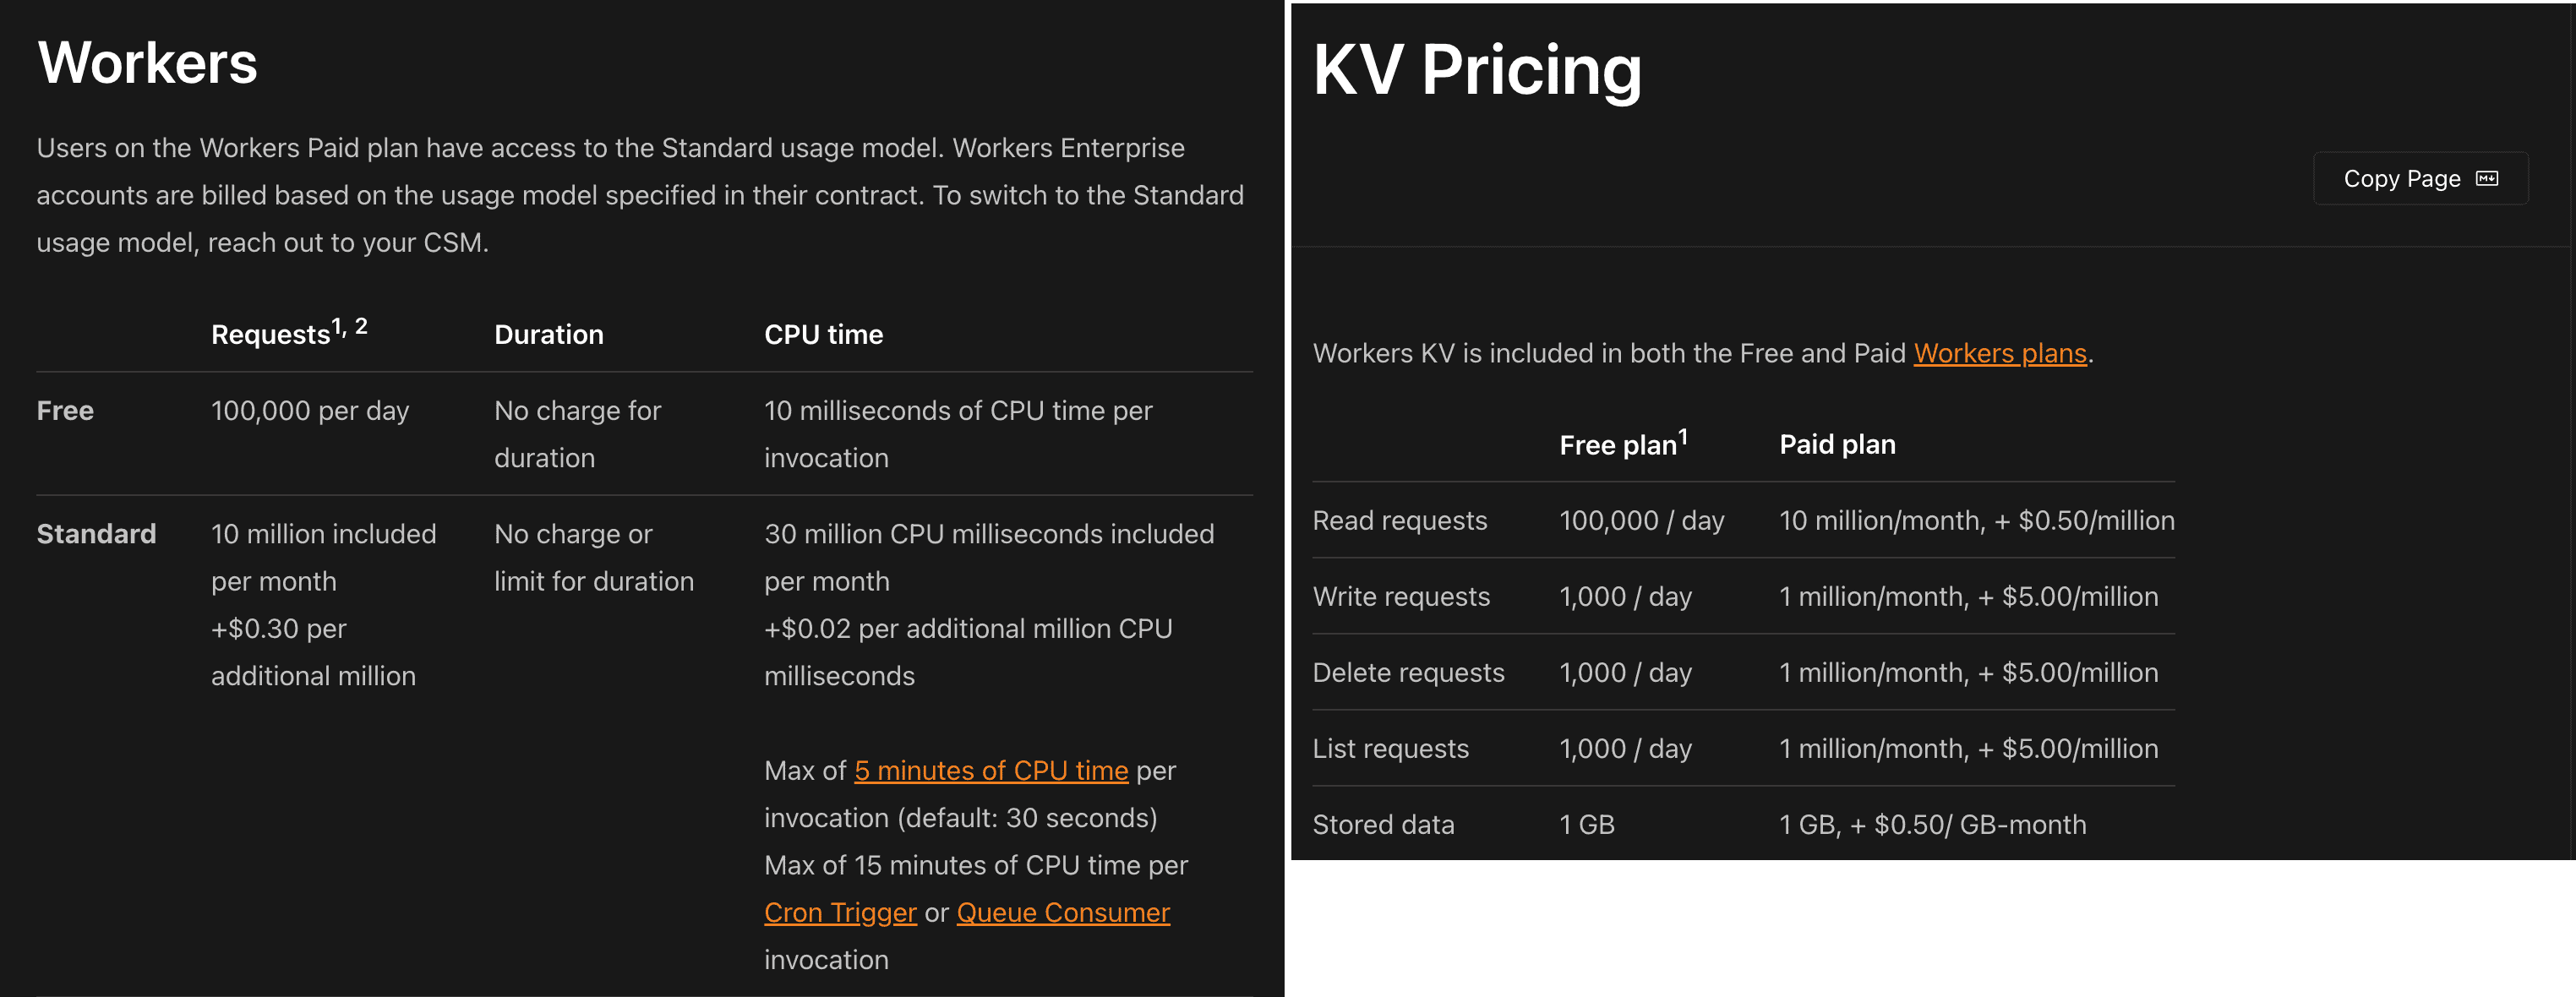 Workers
Users on the Workers Paid plan have access to the Standard usage model. Workers Enterprise
accounts are billed based on the usage model specified in their contract. To switch to the Standard
usage model, reach out to your CSM.
Requests1, 2 Duration CPU time
Free 100,000 per day No charge for 10 milliseconds of CPU time per
duration invocation
Standard 10 million included No charge or 30 million CPU milliseconds included
per month limit for duration per month
+$0.30 per +$0.02 per additional million CPU
additional million milliseconds
Max of 5 minutes of CPU time per
invocation (default: 30 seconds)
Max of 15 minutes of CPU time per
Cron Trigger or Queue Consumer
invocation
KV Pricing
Copy Page
Workers KV is included in both the Free and Paid Workers plans.
Free plan1 Paid plan
Read requests 100,000 / day 10 million/month, + $0.50/million
Write requests 1,000 / day 1 million/month, + $5.00/million
Delete requests 1,000 / day 1 million/month, + $5.00/million
List requests 1,000 / day 1 million/month, + $5.00/million
Stored data 1 GB 1 GB, + $0.50/ GB-month